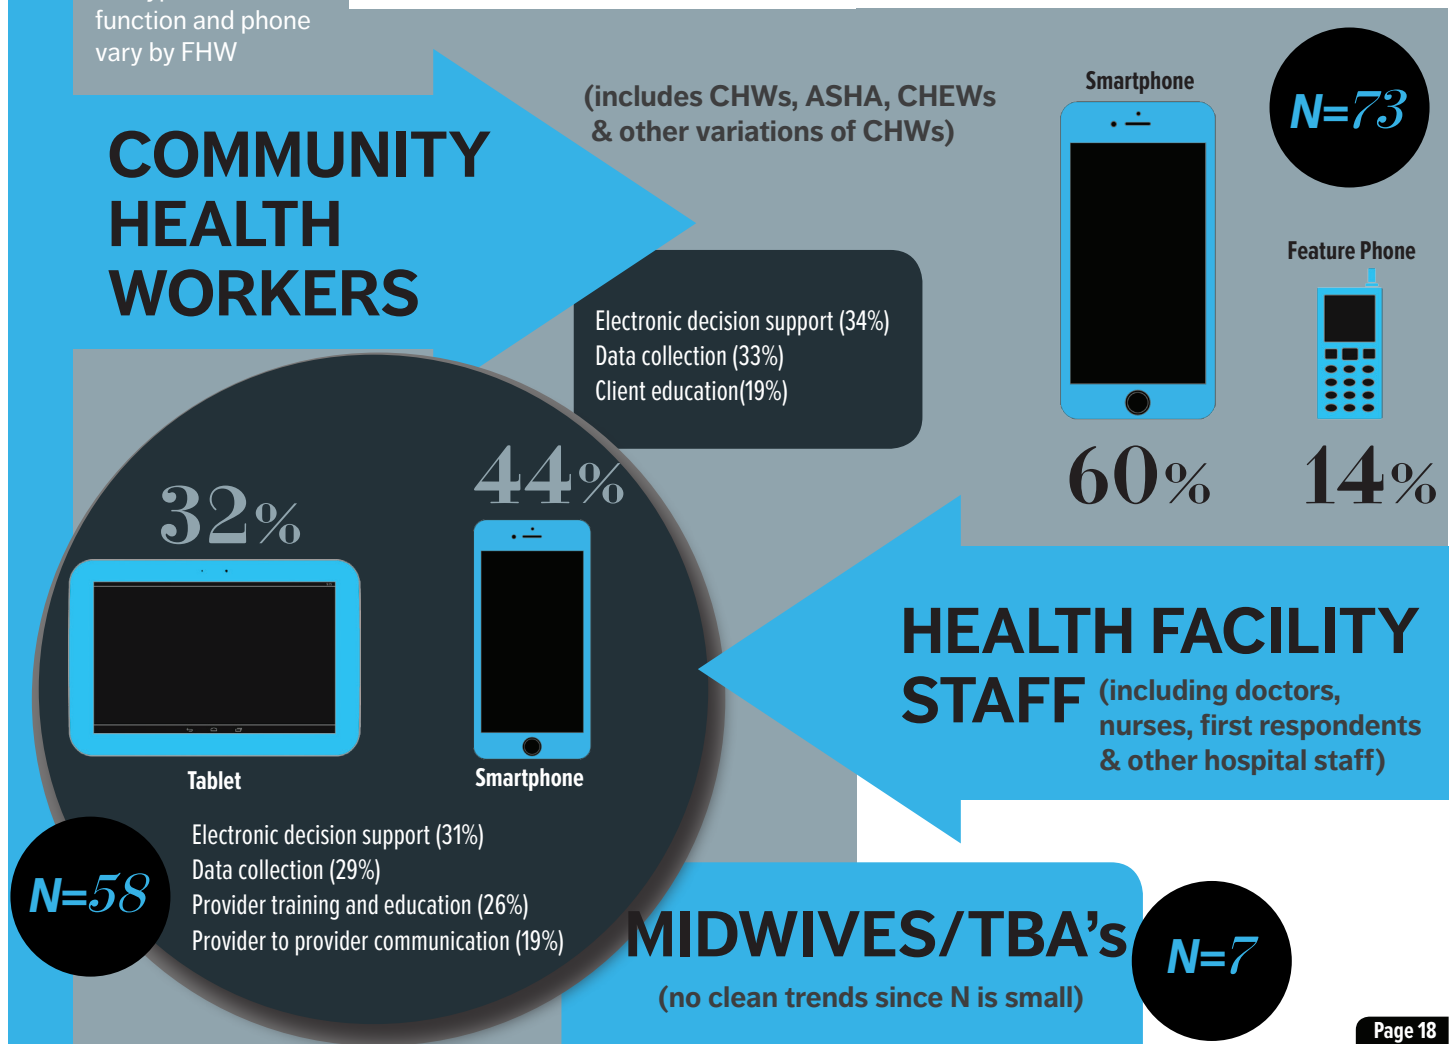 function and phone
vary by FHW
COMMUNITY
HEALTH
WORKERS
(includes CHWs, ASHA, CHEWs
& other variations of CHWs)
Smartphone
N=73
Feature Phone
Electronic decision support (34%)
Data collection (33%)
Client education(19%)
60%
14%
32%
44%
Tablet
Smartphone
Electronic decision support (31%)
Data collection (29%)
Provider training and education (26%)
Provider to provider communication (19%)
N=58
HEALTH FACILITY
STAFF
(including doctors,
nurses, first respondents
& other hospital staff)
MIDWIVES/TBA's
(no clean trends since N is small)
N=7
Page 18